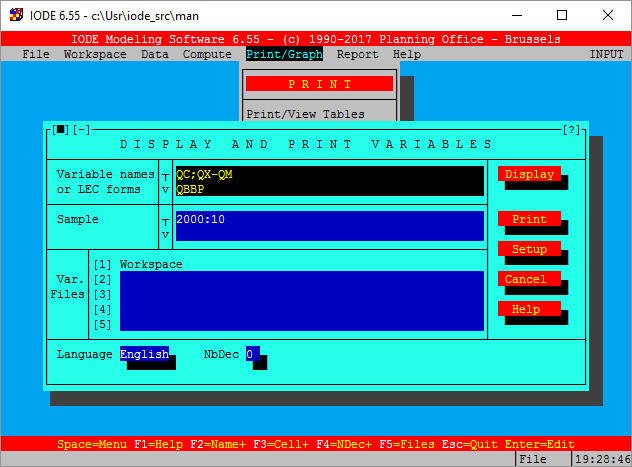 IODE 6.55 - c:\Usr\iode_src\man
IODE Modeling Software 6.55 - (c) 1990-2017 Planning Office - Brussels
File Workspace Data Compute Print/Graph Report Help INPUT
P R I N T
Print/View Tables
[■][-] [?]
D I S P L A Y A N D P R I N T V A R I A B L E S
Variable names QC;QX-QM Display
or LEC forms v QBBP
Sample 2000:10 Print
v
Setup
[1] Workspace
Var. [2] Cancel
Files [3]
[4] Help
[5]
Language English NbDec 0
Space=Menu F1=Help F2=Name+ F3=Cell+ F4=NDec+ F5=Files Esc=Quit Enter=Edit
File 19:28:46